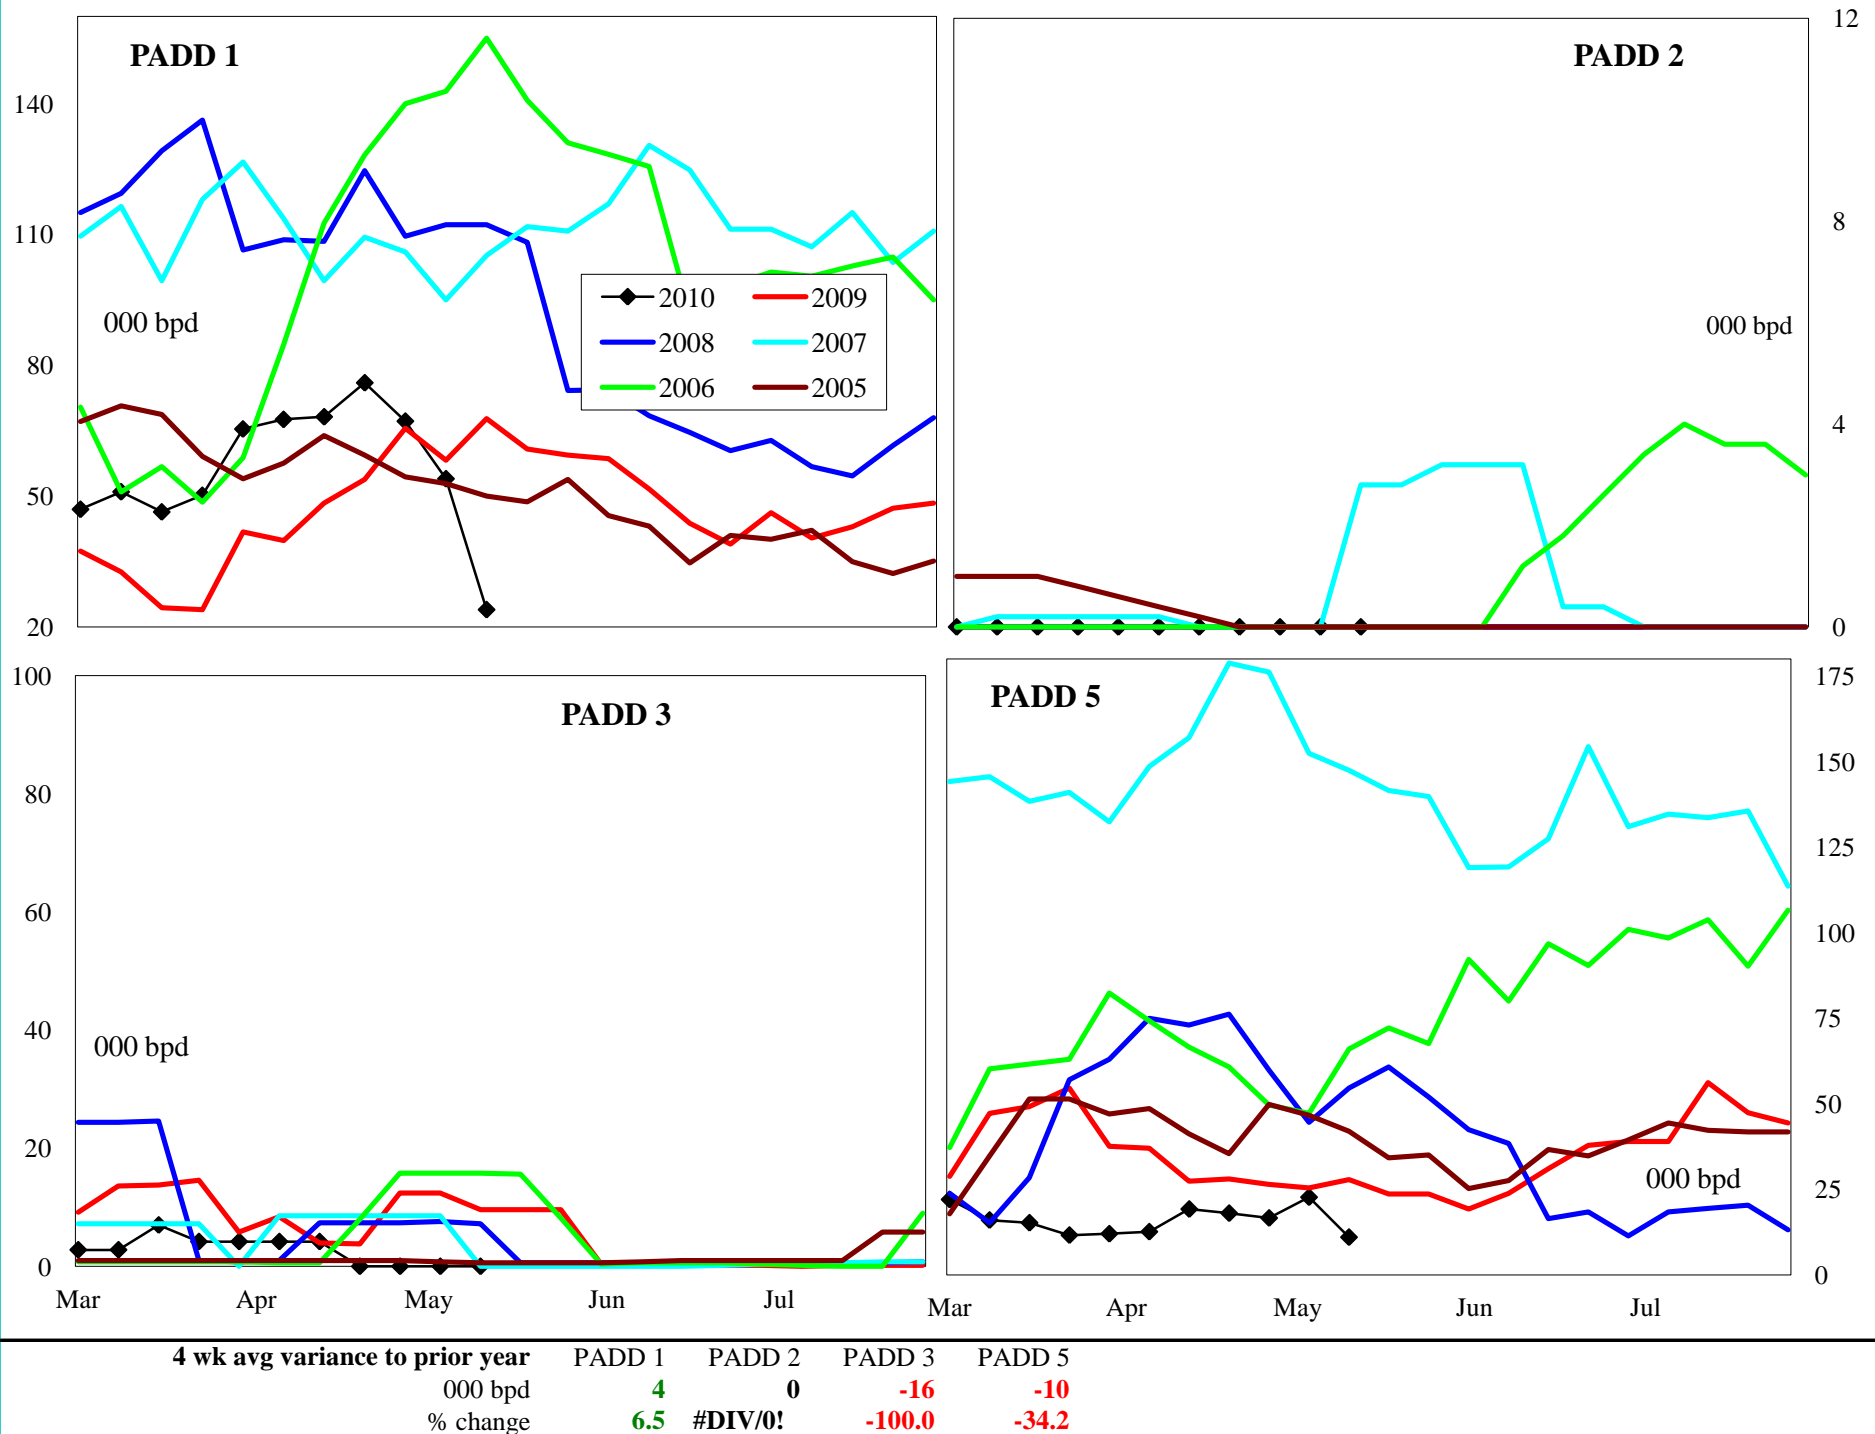 PADD 1
140
110
80
50
20
000 bpd
2010 2009
2008 2007
2006 2005
PADD 2
12
8
4
0
000 bpd
PADD 3
100
80
60
40
20
0
000 bpd
Mar Apr May Jun Jul
PADD 5
175
150
125
100
75
50
25
0
000 bpd
Mar Apr May Jun Jul
4 wk avg variance to prior year PADD 1 PADD 2 PADD 3 PADD 5
000 bpd 4 0 -16 -10
% change 6.5 #DIV/0! -100.0 -34.2